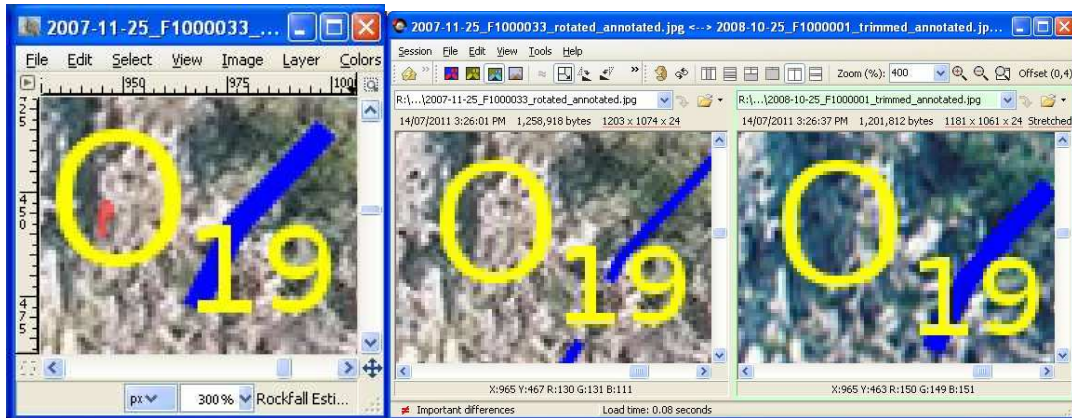 2007-11-25_F1000033_...
File Edit Select View Image Layer Colors
950 975 100
425
450
475
19
px 300% Rockfall Esti...
2007-11-25_F1000033_rotated_annotated.jpg <--> 2008-10-25_F1000001_trimmed_annotated.jp...
Session File Edit View Tools Help
Zoom (%): 400 Offset (0,4)
R:\...\2007-11-25_F1000033_rotated_annotated.jpg
14/07/2011 3:26:01 PM 1,258,918 bytes 1203 x 1074 x 24
19
X:965 Y:467 R:130 G:131 B:111
R:\...\2008-10-25_F1000001_trimmed_annotated.jpg
14/07/2011 3:26:37 PM 1,201,812 bytes 1181 x 1061 x 24 Stretched
19
X:965 Y:463 R:150 G:149 B:151
Important differences Load time: 0.08 seconds